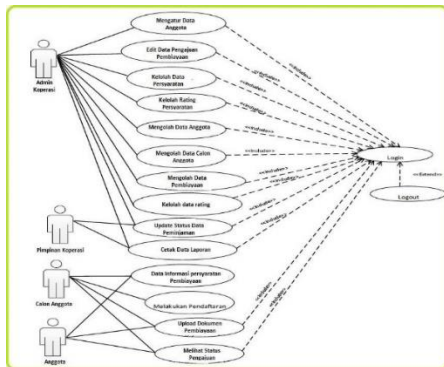 Mengatur Data
Anggota
Edit Data Pengajuan
Pembiayaan
Kelolah Data
Persyaratan
Kelolah Rating
Persyaratan
Mengolah Data Anggota
Mengolah Data Calon
Anggota
Mengolah Data
Pembiayaan
Kelolah data rating
Update Status Data
Peminjaman
Cetak Data Laporan
Data Informasi persyaratan
Pembiayaan
Melakukan Pendaftaran
Upload Dokumen
Pembiayaan
Melihat Status
Pengajuan
Admin
Koperasi
Pimpinan Koperasi
Calon Anggota
Anggota
Login
<<Extend>>
Logout